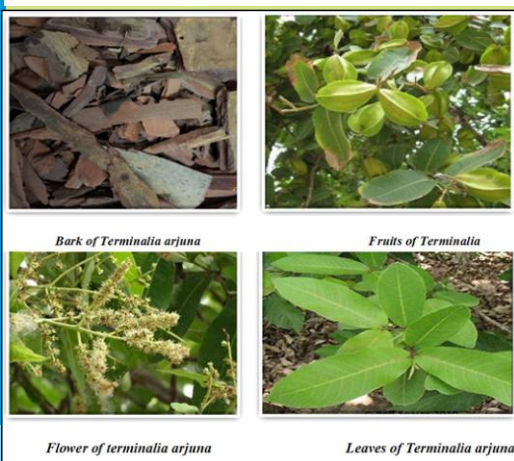 Bark of Terminalia arjuna
Fruits of Terminalia
Flower of terminalia arjuna
Leaves of Terminalia arjuna